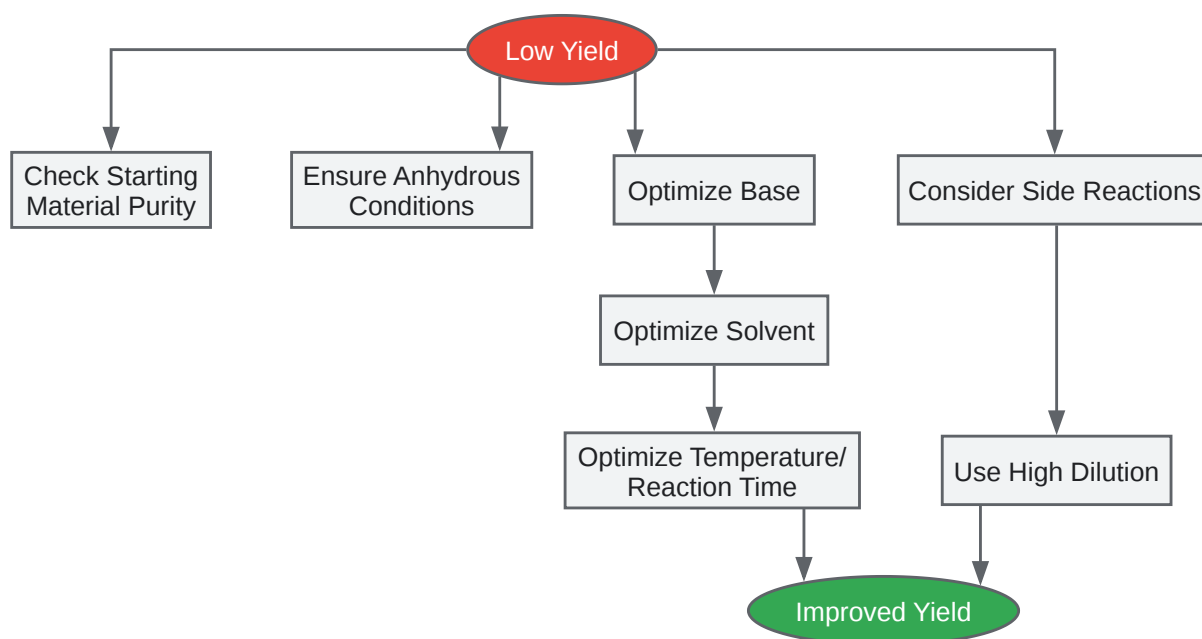 Low Yield
Check Starting
Material Purity
Ensure Anhydrous
Conditions
Optimize Base
Consider Side Reactions
Optimize Solvent
Optimize Temperature/
Reaction Time
Use High Dilution
Improved Yield